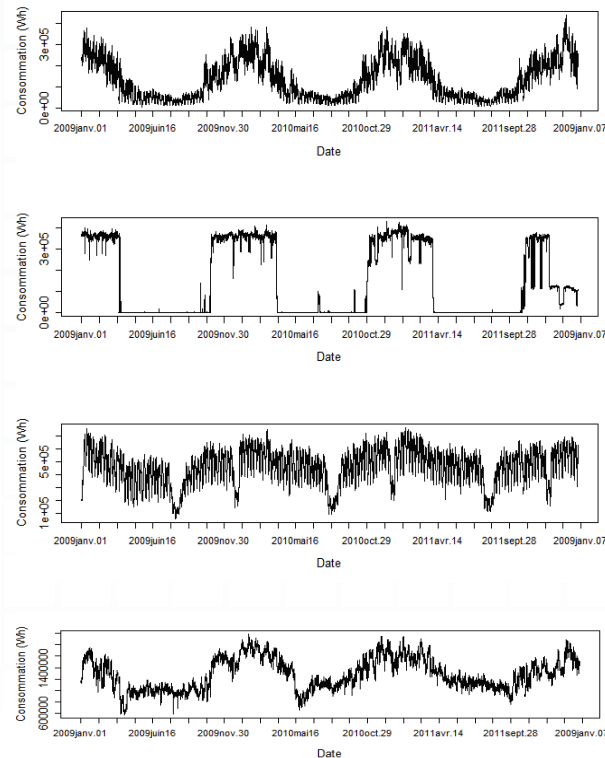 Consommation (Wh)
3e+05
0e+00
2009janv.01 2009juin16 2009nov.30 2010mai16 2010oct.29 2011avr.14 2011sept.28 2009janv.07
Date
Consommation (Wh)
3e+05
0e+00
2009janv.01 2009juin16 2009nov.30 2010mai16 2010oct.29 2011avr.14 2011sept.28 2009janv.07
Date
Consommation (Wh)
5e+05
1e+05
2009janv.01 2009juin16 2009nov.30 2010mai16 2010oct.29 2011avr.14 2011sept.28 2009janv.07
Date
Consommation (Wh)
1400000
600000
2009janv.01 2009juin16 2009nov.30 2010mai16 2010oct.29 2011avr.14 2011sept.28 2009janv.07
Date